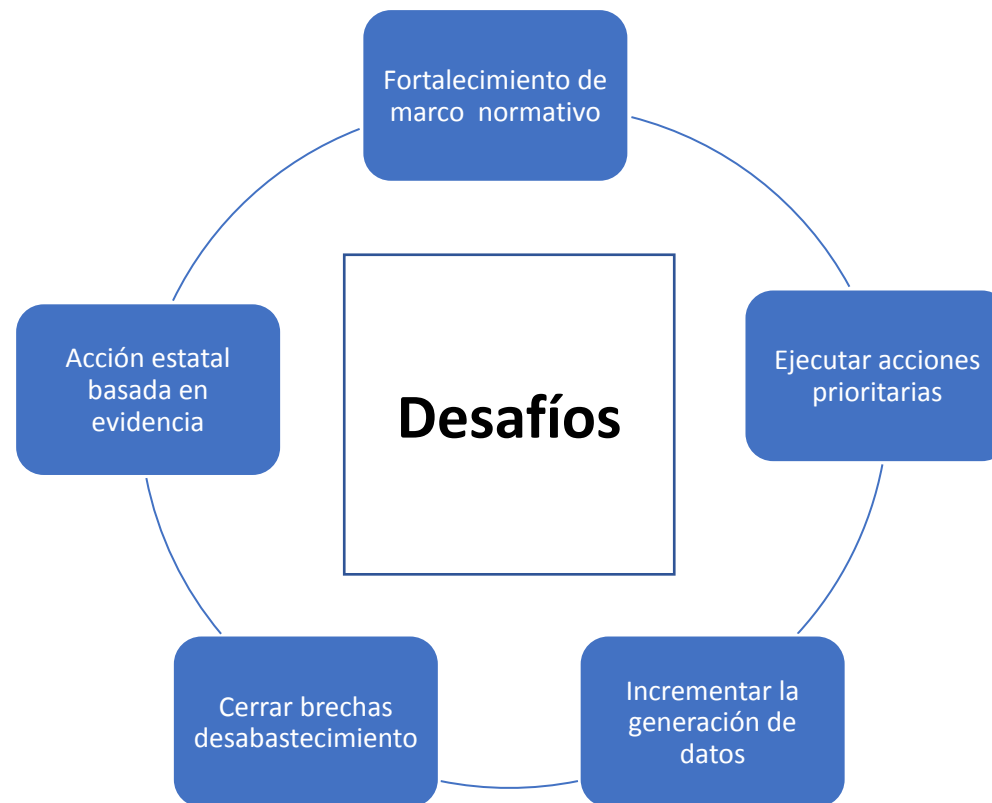 Fortalecimiento de
marco  normativo
Ejecutar acciones
prioritarias
Incrementar la
generación de
datos
Cerrar brechas
desabastecimiento
Acción estatal
basada en
evidencia
Desafíos